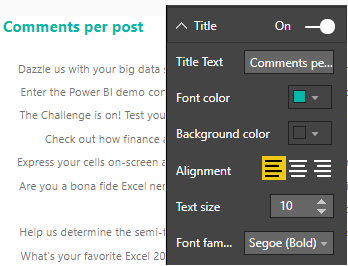 Comments per post
Dazzle us with your big data s
Enter the Power BI demo con
The Challenge is on! Test you
Check out how finance a
Express your cells on-screen a
Are you a bona fide Excel ner
Help us determine the semi-f
What's your favorite Excel 20
Title On
Title Text Comments pe...
Font color
Background color
Alignment
Text size 10
Font fam... Segoe (Bold)